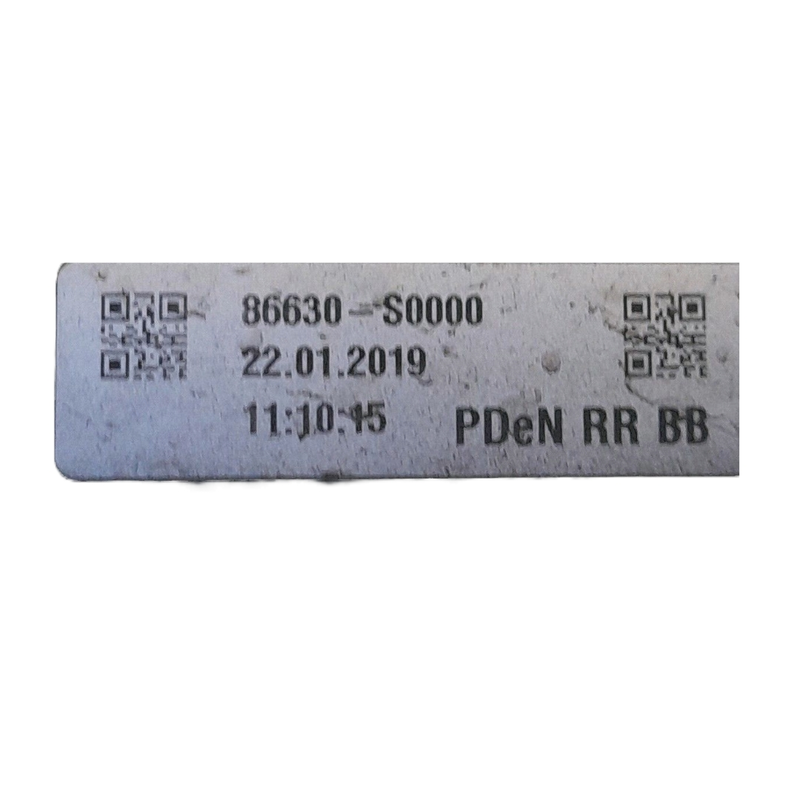 86630-S0000
22.01.2019
11:10:15
PDeN RR BB